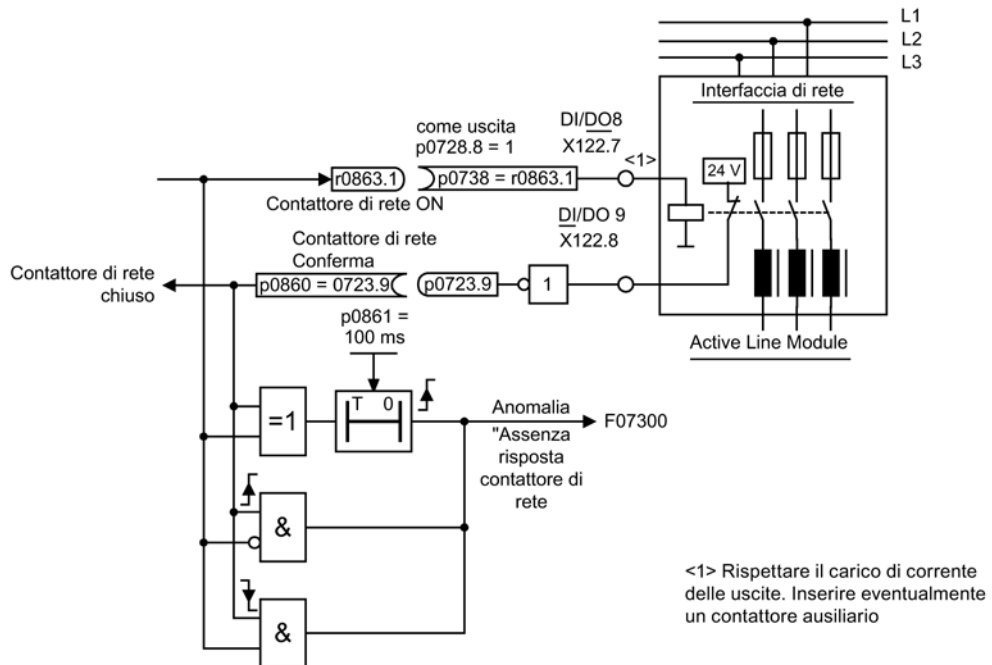 L1
L2
L3
Interfaccia di rete
come uscita
p0728.8 = 1
DI/DO8
X122.7
<1>
24 V
r0863.1
p0738 = r0863.1
Contattore di rete ON
DI/DO 9
X122.8
Contattore di rete
Conferma
Contattore di rete
chiuso
p0860 = 0723.9
p0723.9
1
p0861 =
100 ms
Active Line Module
=1
T 0
Anomalia
"Assenza
risposta
contattore di
rete
F07300
&
&
<1> Rispettare il carico di corrente
delle uscite. Inserire eventualmente
un contattore ausiliario